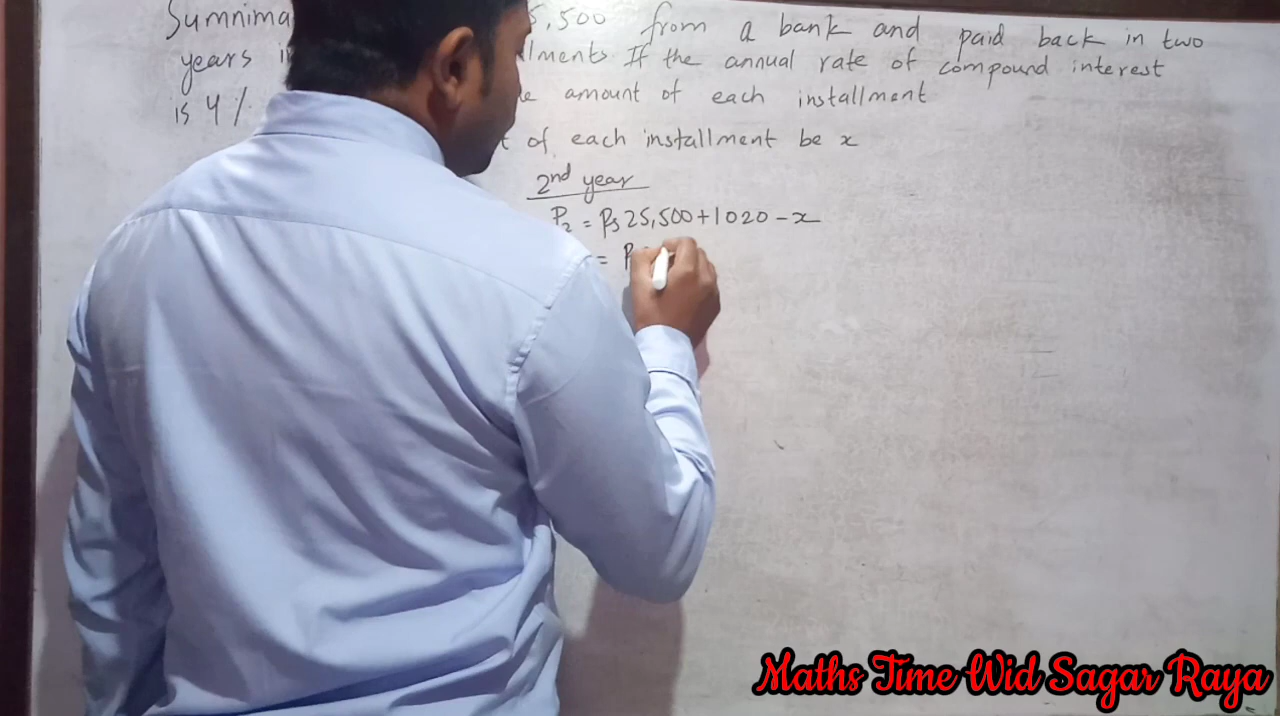 Sumnima 5,500 from a bank and paid back in two
years in lments. If the annual rate of compound interest
is 4% e amount of each installment
t of each installment be x
2nd year
P2 = Rs 25,500 + 1020 - x
=
Maths Time Wid Sagar Raya